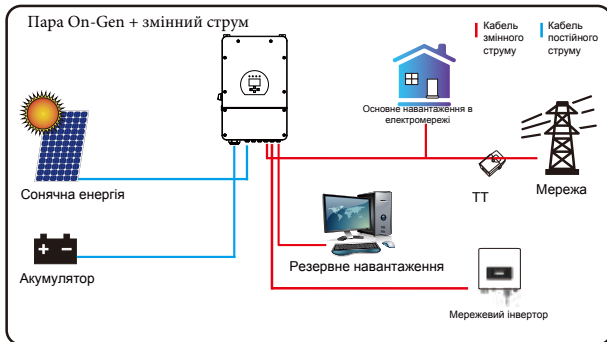 Пара On-Gen + змінний струм
Кабель
змінного
струму
Кабель
постійного
струму
Основне навантаження в
електромережі
Сонячна енергія
ТТ
Мережа
Резервне навантаження
Акумулятор
Мережевий інвертор